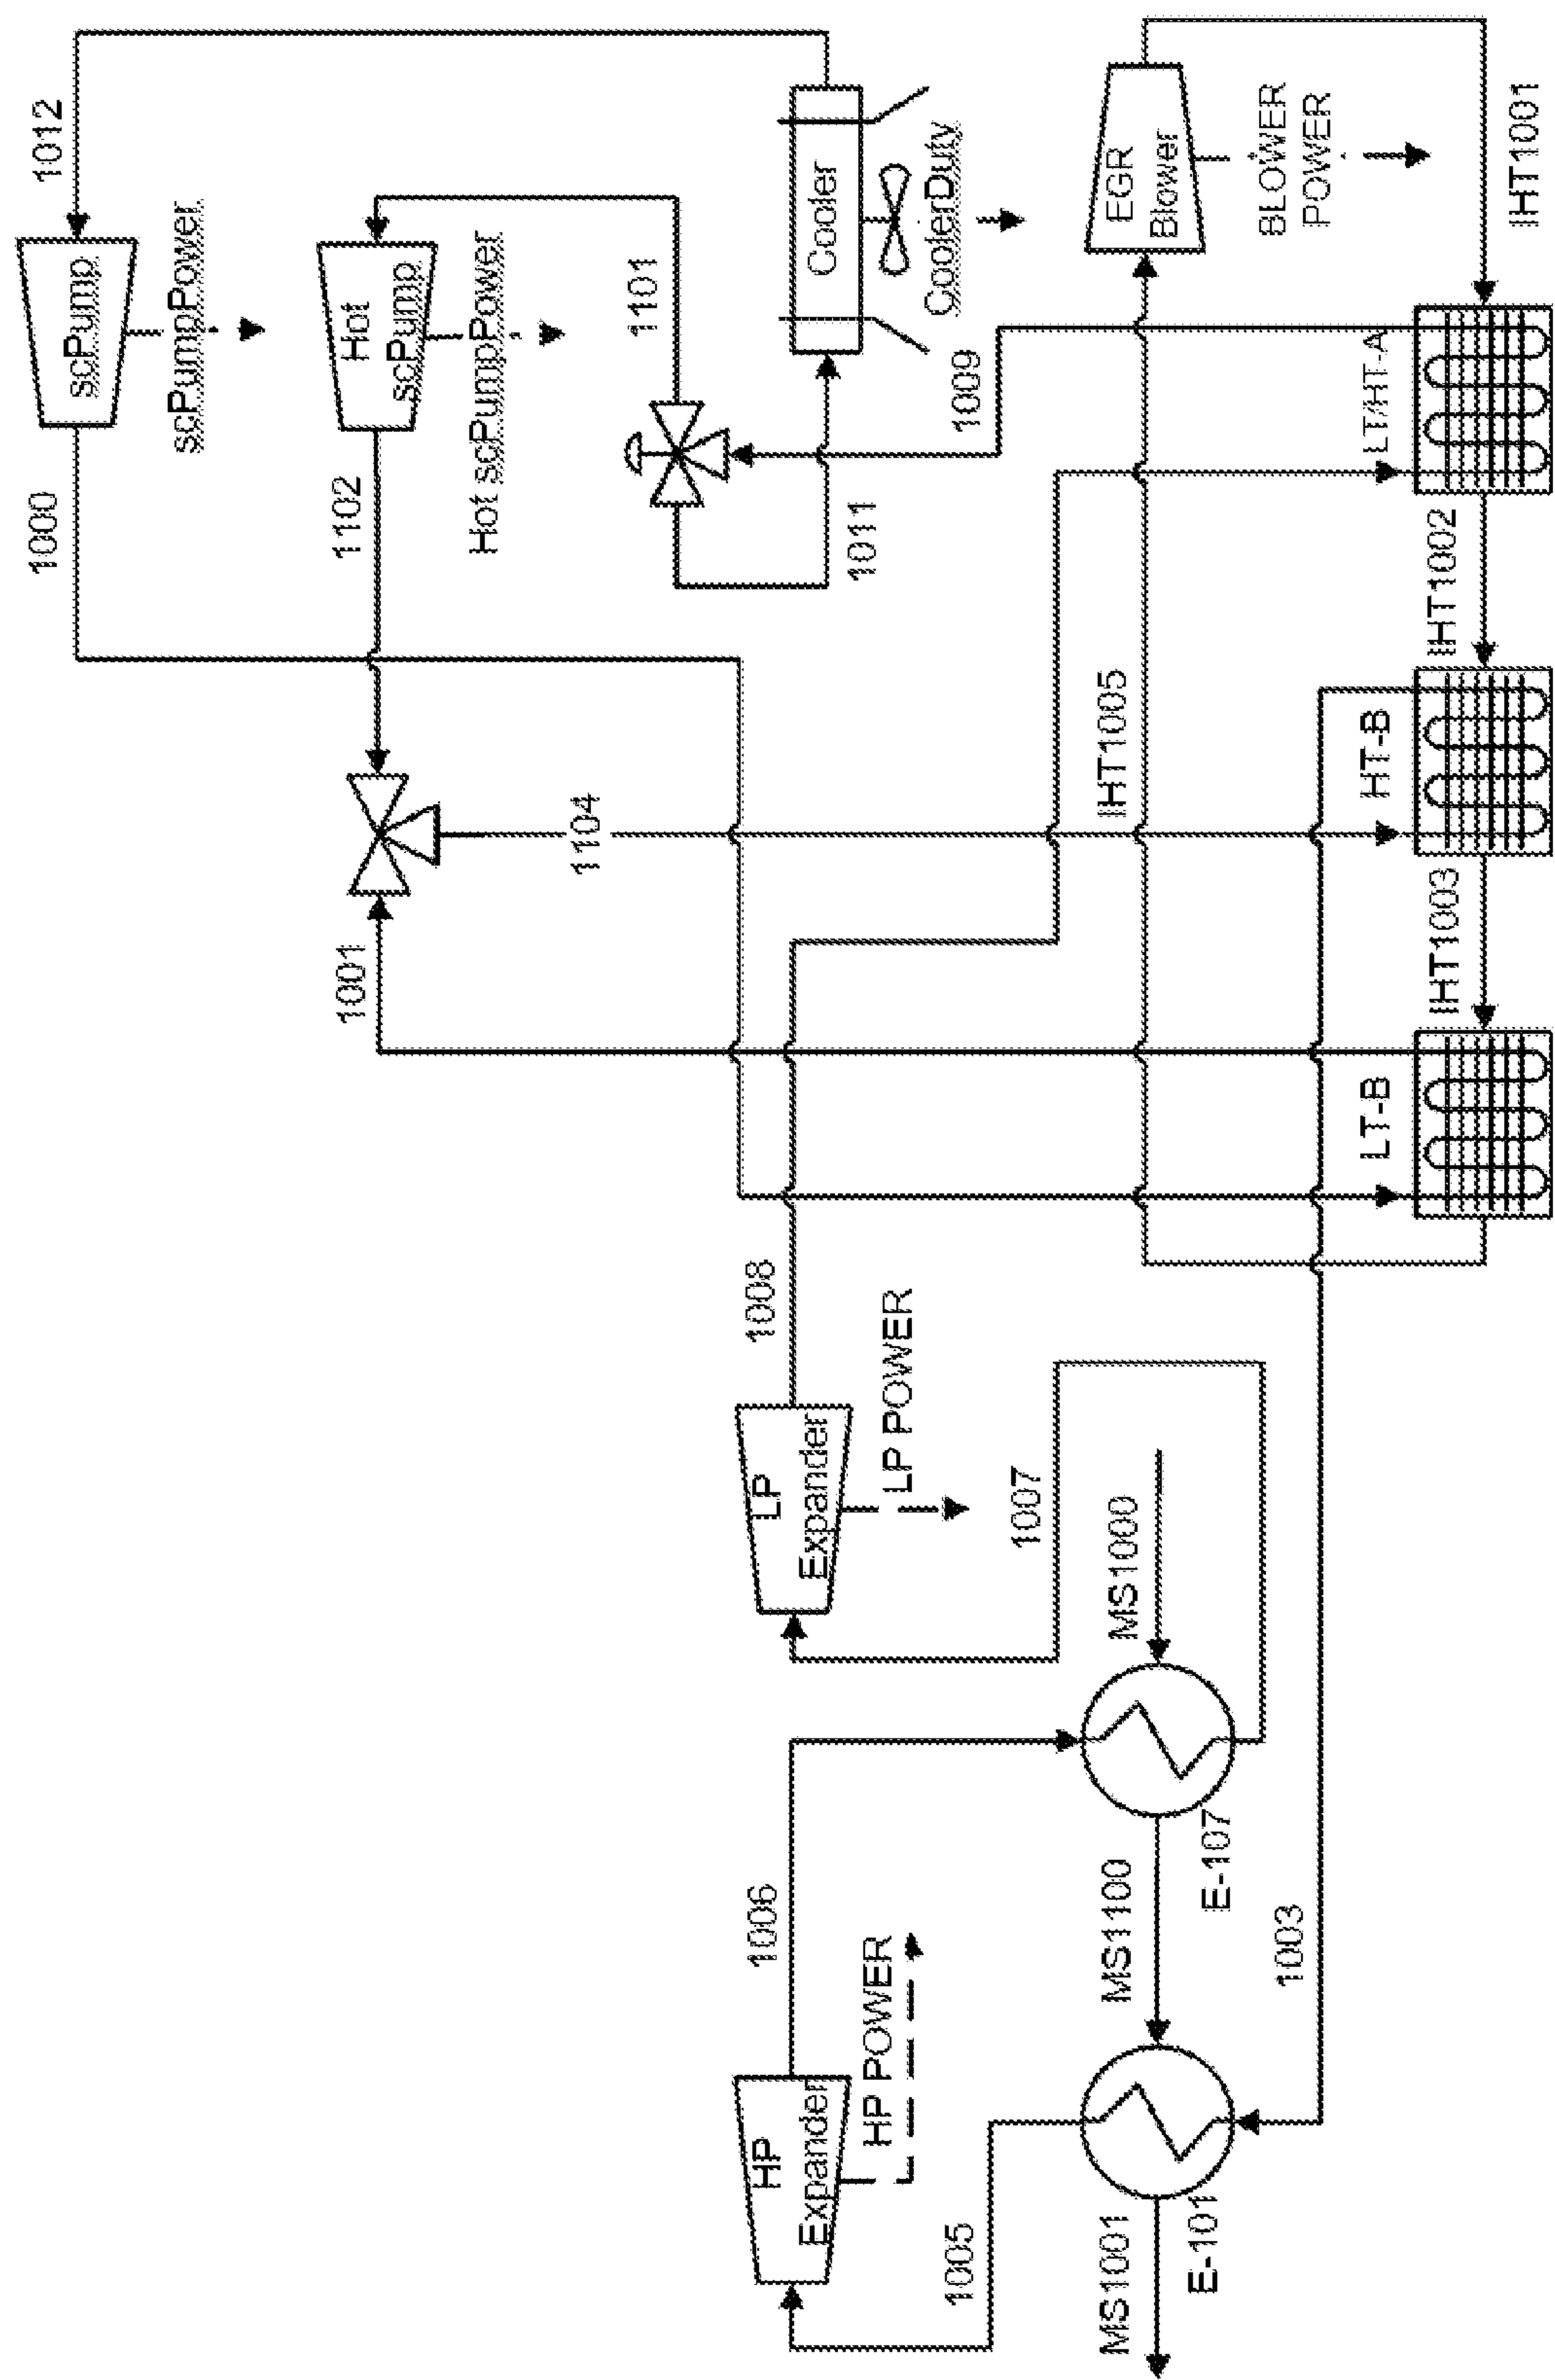 1012
scPump
scPumpPower
1000
Hot
scPump
Hot scPumpPower
1102
1101
1011
Cooler
CoolerDuty
1009
EGR
Blower
BLOWER
POWER
IHT1001
LT/HT-A
IHT1002
HT-B
IHT1003
LT-B
IHT1005
1104
1001
1008
LP
Expander
LP POWER
1007
MS1000
E-107
MS1100
1006
HP
Expander
HP POWER
1003
1005
E-101
MS1001